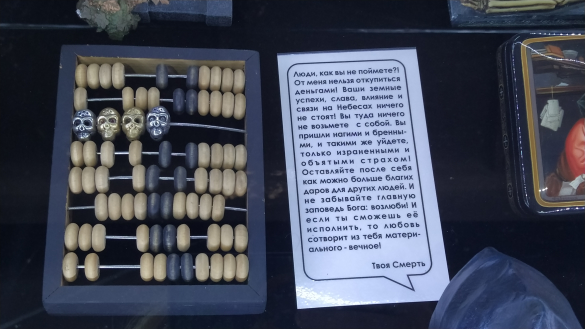 Люди, как вы не поймете?!
От меня нельзя откупиться
деньгами! Ваши земные
успехи, слава, влияние и
связи на Небесах ничего
не стоят! Вы туда ничего
не возьмете с собой. Вы
пришли нагими и бренны-
ми, и такими же уйдете,
только израненными и
объятыми страхом!
Оставляйте после себя
как можно больше благих
даров для других людей. И
не забывайте главную
заповедь Бога: возлюби! И
если ты сможешь её
исполнить, то любовь
сотворит из тебя матери-
ального - вечное!
Твоя Смерть